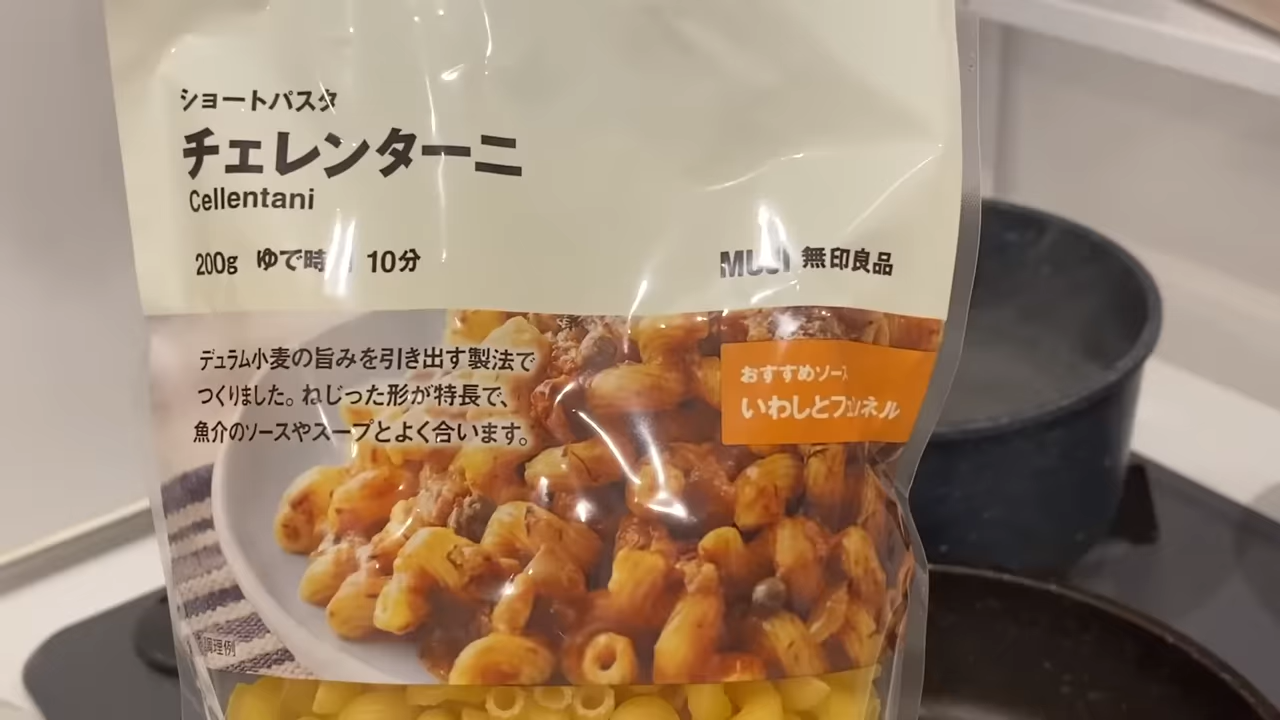 ショートパスタ
チェレンターニ
Cellentani
200g ゆで時 10分
MUJI 無印良品
デュラム小麦の旨みを引き出す製法で
つくりました。ねじった形が特長で、
魚介のソースやスープとよく合います。
おすすめソース
いわしとフェンネル
調理例